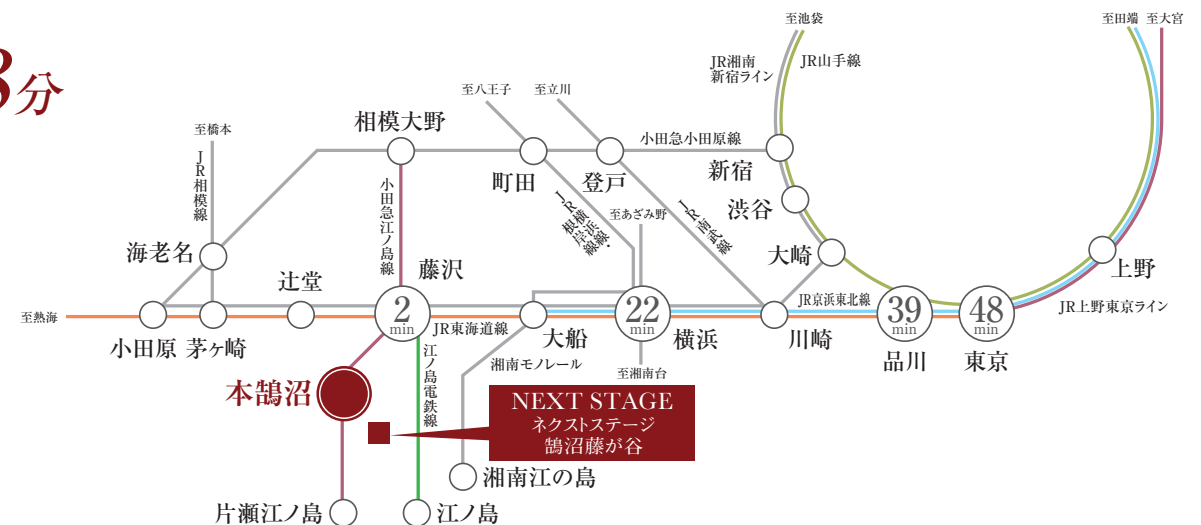 至池袋
至田端
至大宮
JR湘南
新宿ライン
JR山手線
分
至八王子
至立川
相模大野
至橋本
小田急小田原線
新宿
町田
登戸
JR相模線
小田急江ノ島線
JR横浜線・
根岸線
至あざみ野
JR南武線
渋谷
海老名
大崎
上野
辻堂
藤沢
至熱海
2
min
JR東海道線
22
min
JR京浜東北線
39
min
48
min
JR上野東京ライン
小田原
茅ヶ崎
大船
横浜
川崎
品川
東京
江ノ島電鉄線
湘南モノレール
至湘南台
本鵠沼
NEXT STAGE
ネクストステージ
鵠沼藤が谷
湘南江の島
片瀬江ノ島
江ノ島